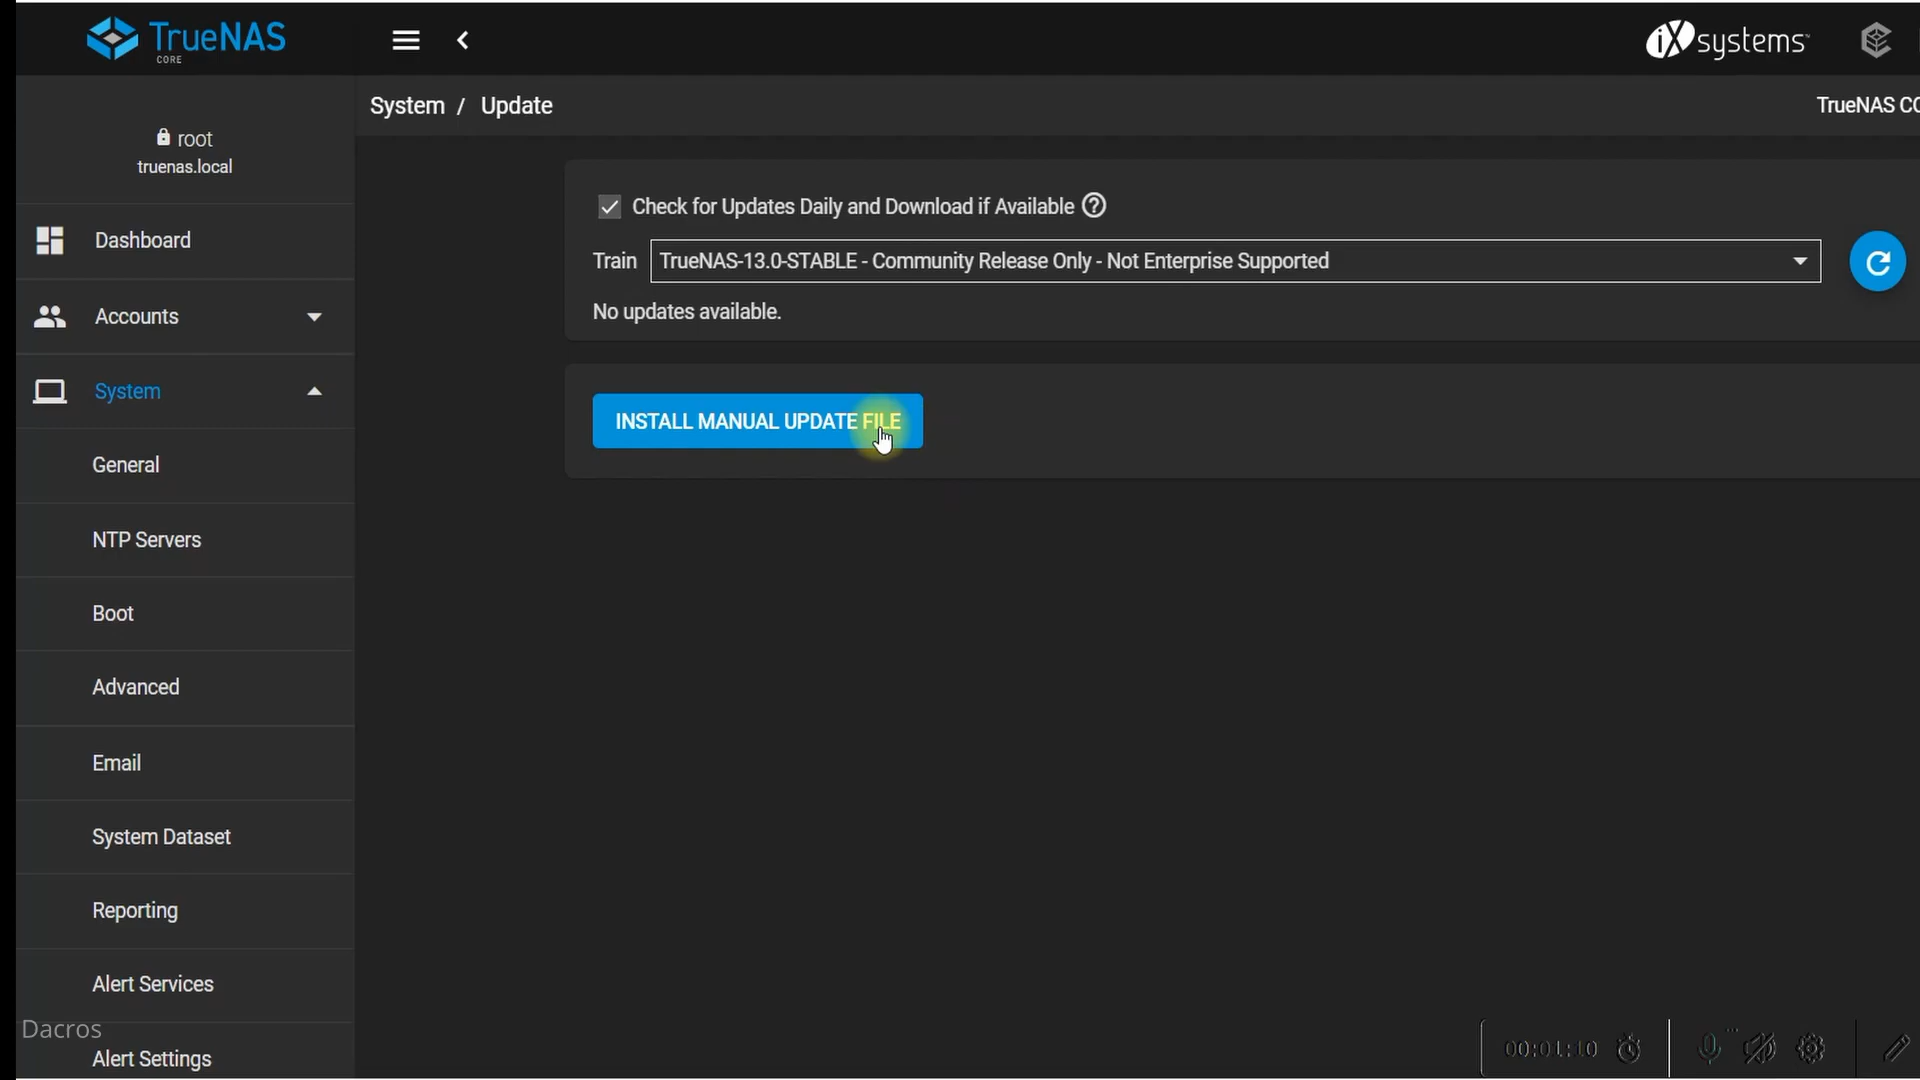 TrueNAS
CORE
iXsystems™
System / Update
TrueNAS CO
root
truenas.local
Dashboard
Accounts
System
General
NTP Servers
Boot
Advanced
Email
System Dataset
Reporting
Alert Services
Alert Settings
Check for Updates Daily and Download if Available ?
Train TrueNAS-13.0-STABLE - Community Release Only - Not Enterprise Supported
No updates available.
INSTALL MANUAL UPDATE FILE
Dacros
00:01:10